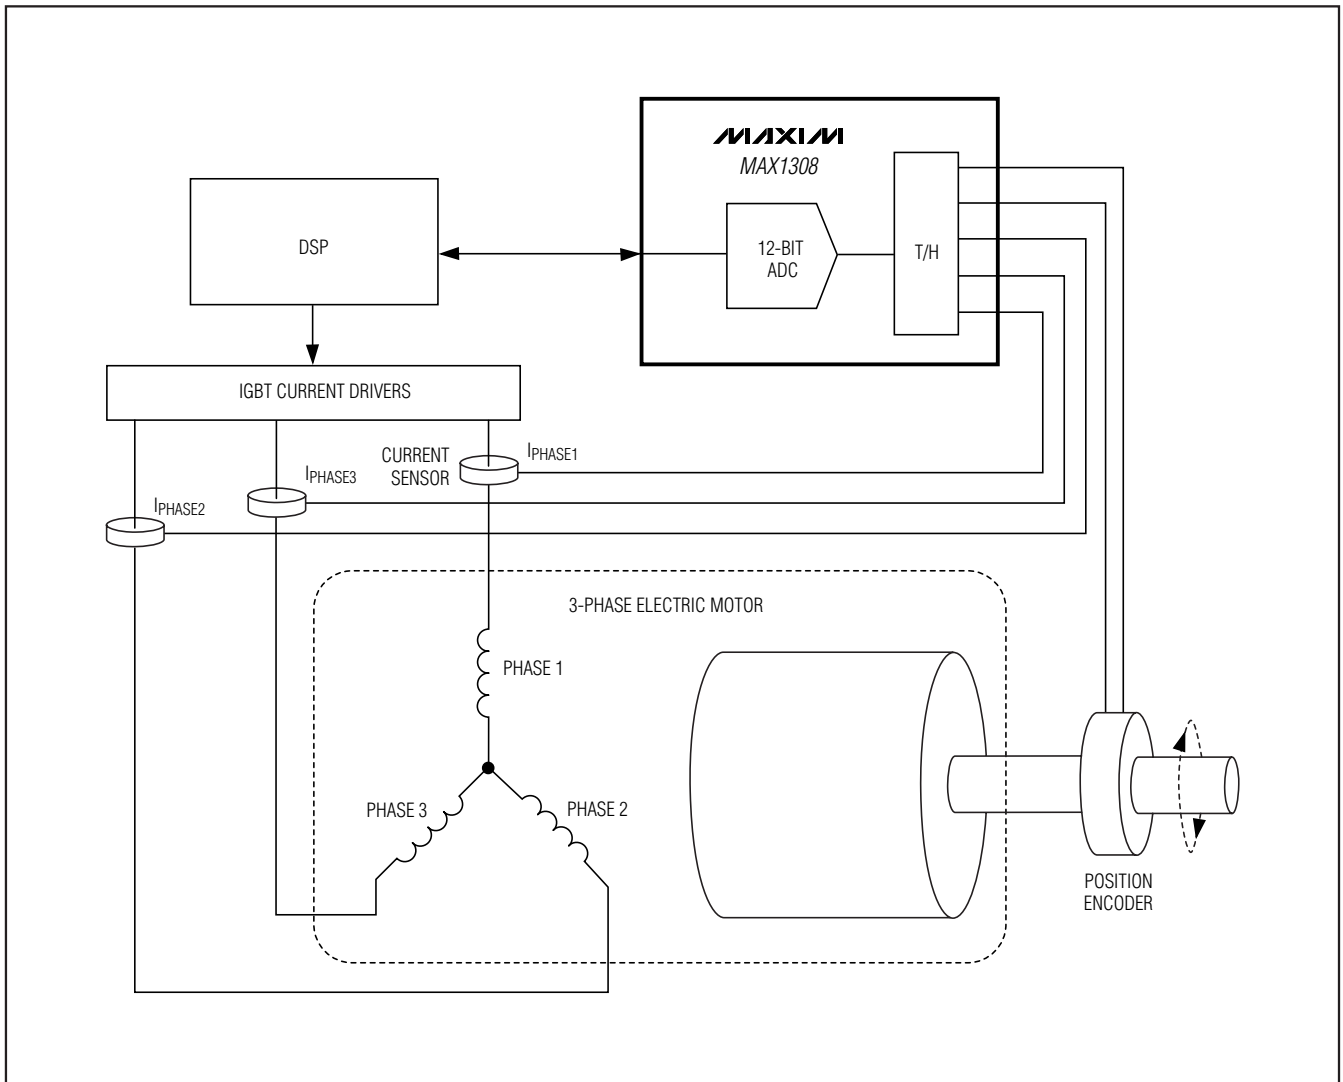 MAXIM
MAX1308
DSP
12-BIT
ADC
T/H
IGBT CURRENT DRIVERS
CURRENT
SENSOR
IPHASE1
IPHASE3
IPHASE2
3-PHASE ELECTRIC MOTOR
PHASE 1
PHASE 3
PHASE 2
POSITION
ENCODER